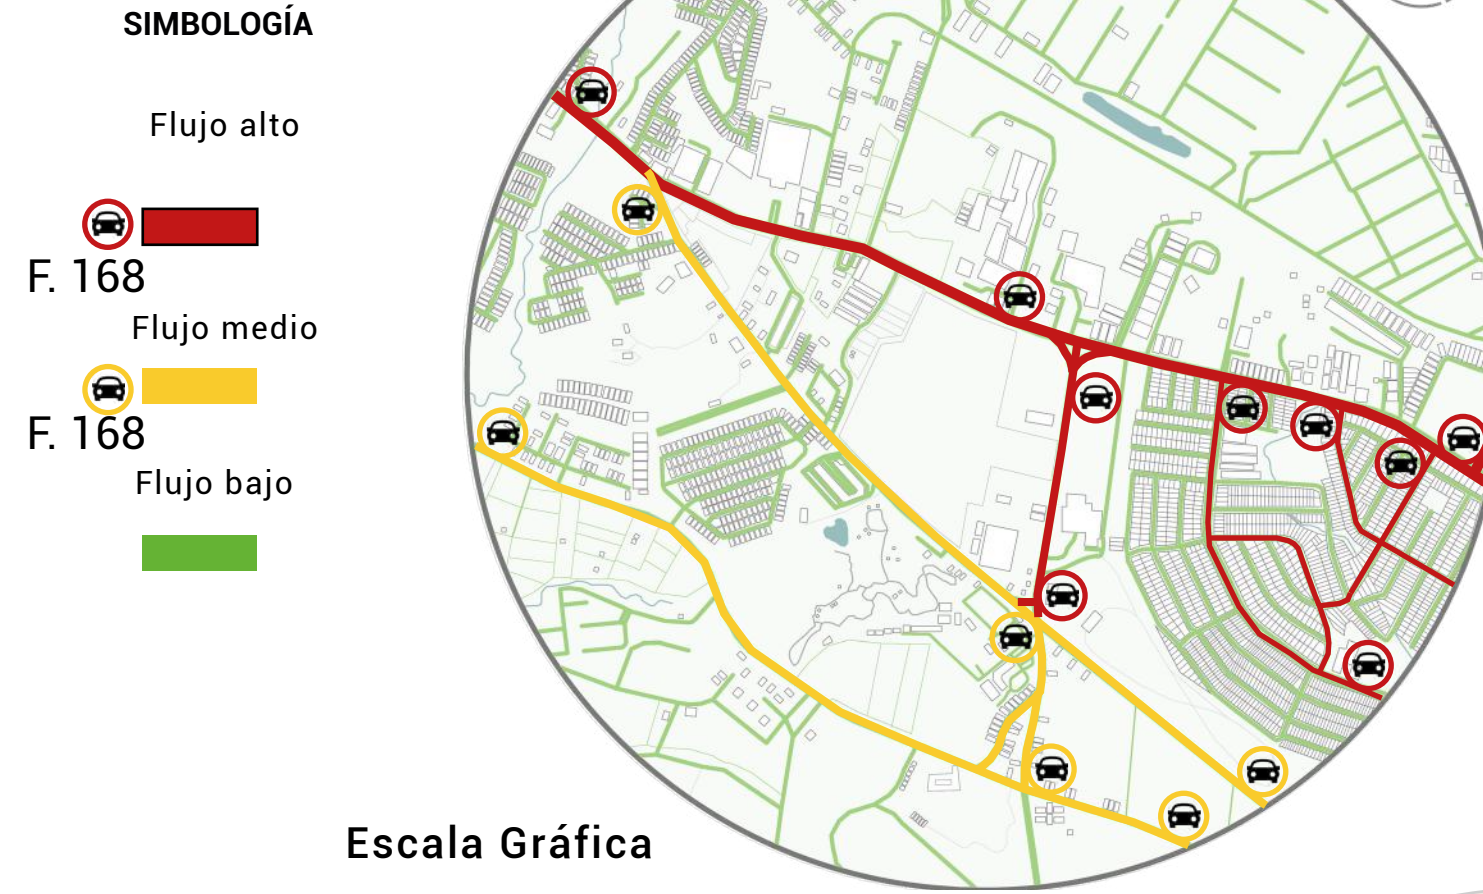 SIMBOLOGÍA
Flujo alto
F. 168
Flujo medio
F. 168
Flujo bajo
Escala Gráfica